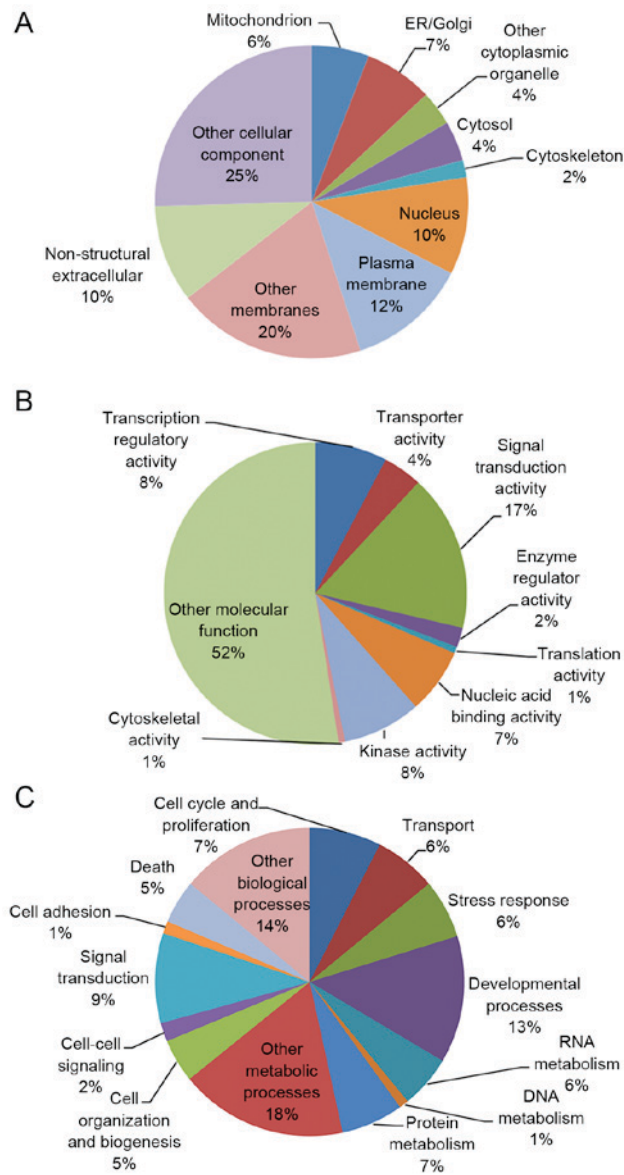 A
Mitochondrion
6%
ER/Golgi
7%
Other
cytoplasmic
organelle
4%
Cytosol
4%
Cytoskeleton
2%
Nucleus
10%
Plasma
membrane
12%
Other
membranes
20%
Non-structural
extracellular
10%
Other cellular
component
25%
B
Transcription
regulatory
activity
8%
Transporter
activity
4%
Signal
transduction
activity
17%
Enzyme
regulator
activity
2%
Translation
activity
1%
Nucleic acid
binding activity
7%
Kinase activity
8%
Cytoskeletal
activity
1%
Other molecular
function
52%
C
Cell cycle and
proliferation
7%
Transport
6%
Stress response
6%
Developmental
processes
13%
RNA
metabolism
6%
DNA
metabolism
1%
Protein
metabolism
7%
Other
metabolic
processes
18%
Cell
organization
and biogenesis
5%
Cell-cell
signaling
2%
Signal
transduction
9%
Cell adhesion
1%
Death
5%
Other
biological
processes
14%